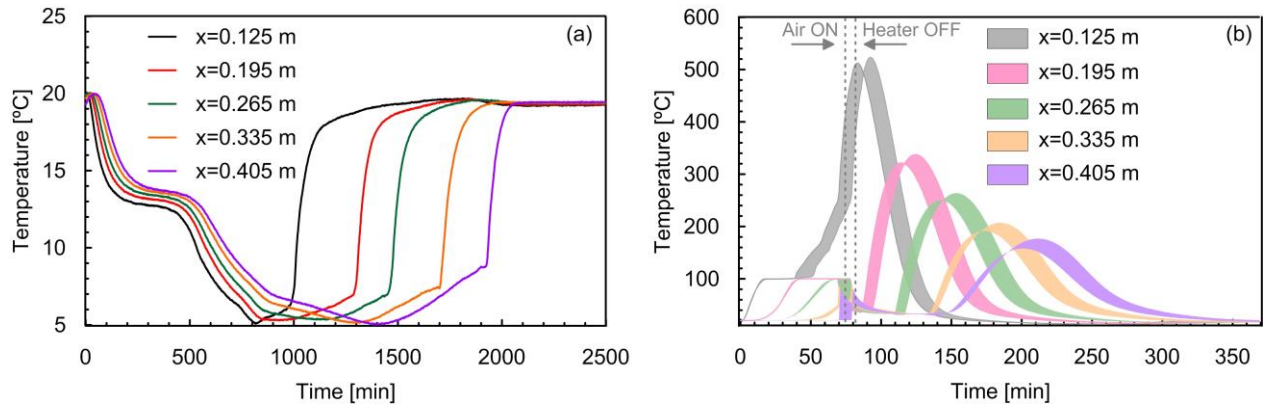 25
20
15
10
5
Temperature [ºC]
(a)
x=0.125 m
x=0.195 m
x=0.265 m
x=0.335 m
x=0.405 m
0 500 1000 1500 2000 2500
Time [min]
600
500
400
300
200
100
Temperature [ºC]
(b)
Air ON Heater OFF
x=0.125 m
x=0.195 m
x=0.265 m
x=0.335 m
x=0.405 m
0 50 100 150 200 250 300 350
Time [min]